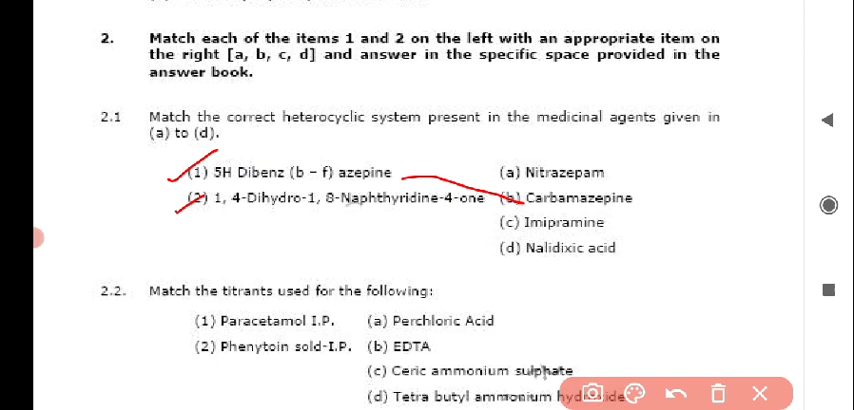 2. Match each of the items 1 and 2 on the left with an appropriate item on
the right [a, b, c, d] and answer in the specific space provided in the
answer book.
2.1 Match the correct heterocyclic system present in the medicinal agents given in
(a) to (d).
(1) 5H Dibenz (b – f) azepine (a) Nitrazepam
(2) 1, 4-Dihydro-1, 8-Naphthyridine-4-one (b) Carbamazepine
(c) Imipramine
(d) Nalidixic acid
2.2. Match the titrants used for the following:
(1) Paracetamol I.P. (a) Perchloric Acid
(2) Phenytoin sold-I.P. (b) EDTA
(c) Ceric ammonium sulphate
(d) Tetra butyl ammonium hydroxide